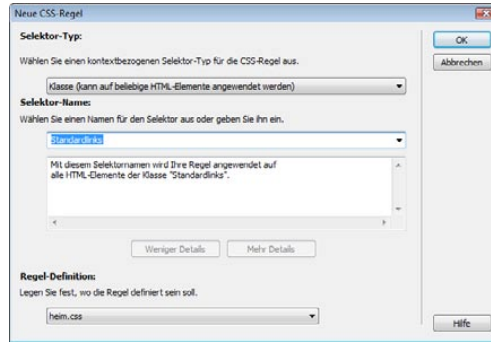 Neue CSS-Regel
Selektor-Typ:
OK
Wählen Sie einen kontextbezogenen Selektor-Typ für die CSS-Regel aus.
Abbrechen
Klasse (kann auf beliebige HTML-Elemente angewendet werden)
Selektor-Name:
Wählen Sie einen Namen für den Selektor aus oder geben Sie ihn ein.
Standardlinks
Mit diesem Selektornamen wird Ihre Regel angewendet auf
alle HTML-Elemente der Klasse "Standardlinks".
Weniger Details
Mehr Details
Regel-Definition:
Legen Sie fest, wo die Regel definiert sein soll.
heim.css
Hilfe